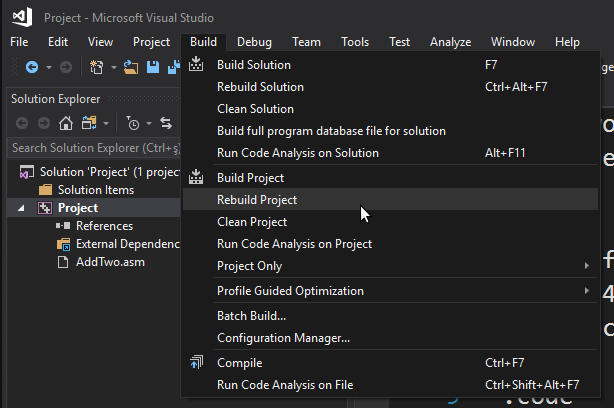 Project - Microsoft Visual Studio
File Edit View Project Build Debug Team Tools Test Analyze Window Help
Solution Explorer
Search Solution Explorer (Ctrl+ş)
Solution 'Project' (1 project
Solution Items
Project
References
External Dependenc
AddTwo.asm
Build Solution F7
Rebuild Solution Ctrl+Alt+F7
Clean Solution
Build full program database file for solution
Run Code Analysis on Solution Alt+F11
Build Project
Rebuild Project
Clean Project
Run Code Analysis on Project
Project Only
Profile Guided Optimization
Batch Build...
Configuration Manager...
Compile Ctrl+F7
Run Code Analysis on File Ctrl+Shift+Alt+F7
.code